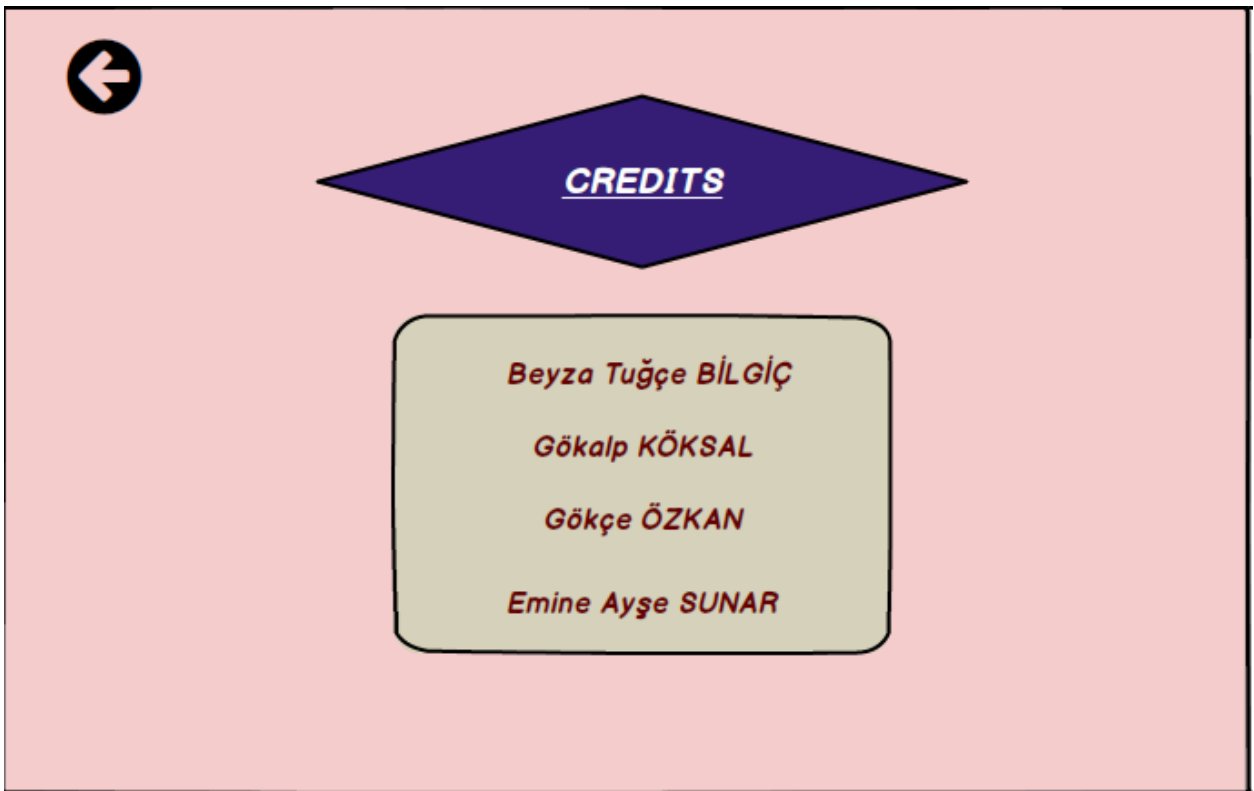 CREDITS
Beyza Tuğçe BİLGİÇ
Gökalp KÖKSAL
Gökçe ÖZKAN
Emine Ayşe SUNAR